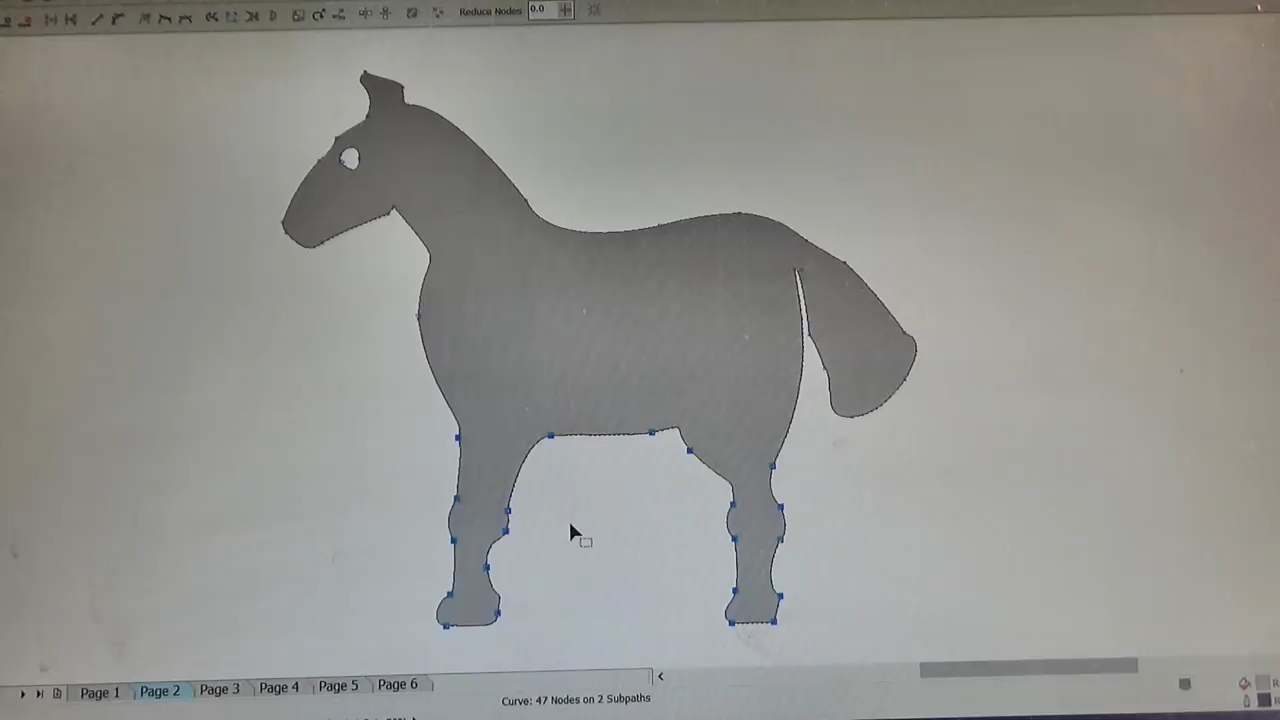 Reduce Nodes 0.0
Page 1 Page 2 Page 3 Page 4 Page 5 Page 6
Curve: 47 Nodes on 2 Subpaths